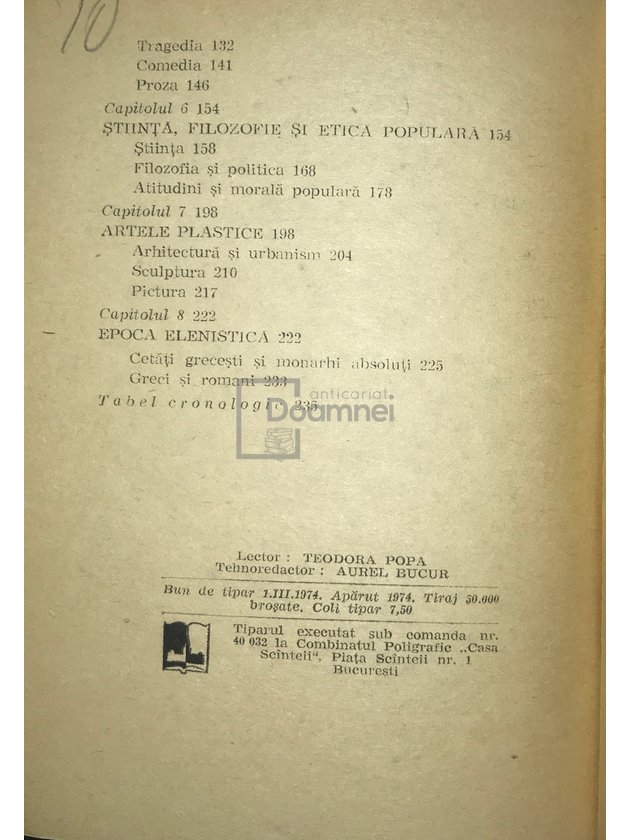 10
Tragedia 132
Comedia 141
Proza 146
Capitolul 6 154
ȘTIINȚĂ, FILOZOFIE ȘI ETICA POPULARĂ 154
Știința 158
Filozofia și politica 168
Atitudini și morală populară 178
Capitolul 7 198
ARTELE PLASTICE 198
Arhitectură și urbanism 204
Sculptura 210
Pictura 217
Capitolul 8 222
EPOCA ELENISTICĂ 222
Cetăți grecești și monarhi absoluți 225
Greci și romani 233
Tabel cronologic 235
anticariat
Doamnei
Lector : TEODORA POPA
Tehnoredactor : AUREL BUCUR
Bun de tipar 1.III.1974. Apărut 1974. Tiraj 50.000
broșate. Coli tipar 7,50
Tiparul executat sub comanda nr.
40 032 la Combinatul Poligrafic „Casa
Scînteii“, Piața Scînteii nr. 1
București